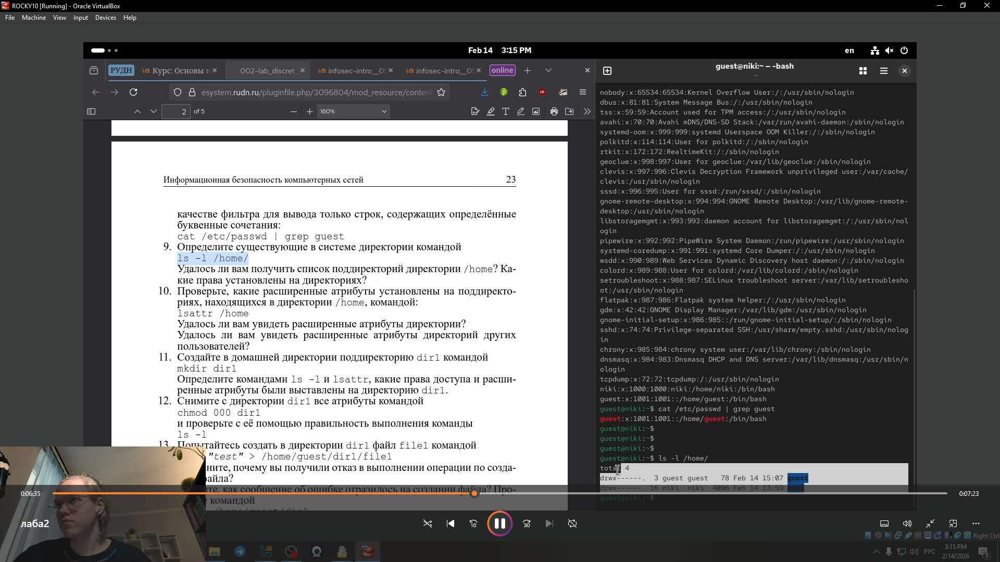 ROCKY10 [Running] - Oracle VirtualBox
File Machine View Input Devices Help
Feb 14 3:15 PM
en
РУДН
Курс: Основы и
002-lab_discret_
infosec-intro__0
infosec-intro__0
online
guest@niki:~ — -bash
~
esystem.rudn.ru/pluginfile.php/3096804/mod_resource/content
2 of 5
160%
Информационная безопасность компьютерных сетей 23
качестве фильтра для вывода только строк, содержащих определённые
буквенные сочетания:
cat /etc/passwd | grep guest
9. Определите существующие в системе директории командой
ls -l /home/
Удалось ли вам получить список поддиректорий директории /home? Ка-
кие права установлены на директориях?
10. Проверьте, какие расширенные атрибуты установлены на поддиректо-
риях, находящихся в директории /home, командой:
lsattr /home
Удалось ли вам увидеть расширенные атрибуты директории?
Удалось ли вам увидеть расширенные атрибуты директорий других
пользователей?
11. Создайте в домашней директории поддиректорию dir1 командой
mkdir dir1
Определите командами ls -l и lsattr, какие права доступа и расши-
ренные атрибуты были выставлены на директорию dir1.
12. Снимите с директории dir1 все атрибуты командой
chmod 000 dir1
и проверьте с её помощью правильность выполнения команды
ls -l
13. Попытайтесь создать в директории dir1 файл file1 командой
"test" > /home/guest/dir1/file1
ните, почему вы получили отказ в выполнении операции по созда-
файла?
те, как сообщение об ошибке отразилось на создании файла? Про-
командой
/home/guest/dir1
nobody:x:65534:65534:Kernel Overflow User:/:/usr/sbin/nologin
dbus:x:81:81:System Message Bus:/:/usr/sbin/nologin
tss:x:59:59:Account used for TPM access:/:/usr/sbin/nologin
avahi:x:70:70:Avahi mDNS/DNS-SD Stack:/var/run/avahi-daemon:/sbin/nologin
systemd-oom:x:999:999:systemd Userspace OOM Killer:/:/sbin/nologin
polkitd:x:114:114:User for polkitd:/:/sbin/nologin
rtkit:x:172:172:RealtimeKit:/:/sbin/nologin
geoclue:x:998:997:User for geoclue:/var/lib/geoclue:/sbin/nologin
clevis:x:997:996:Clevis Decryption Framework unprivileged user:/var/cache/
clevis:/usr/sbin/nologin
sssd:x:996:995:User for sssd:/run/sssd/:/sbin/nologin
gnome-remote-desktop:x:994:994:GNOME Remote Desktop:/var/lib/gnome-remote-
desktop:/usr/sbin/nologin
libstoragemgmt:x:993:993:daemon account for libstoragemgmt:/:/usr/sbin/nol
ogin
pipewire:x:992:992:PipeWire System Daemon:/run/pipewire:/usr/sbin/nologin
systemd-coredump:x:991:991:systemd Core Dumper:/:/usr/sbin/nologin
wsdd:x:990:989:Web Services Dynamic Discovery host daemon:/:/sbin/nologin
colord:x:989:988:User for colord:/var/lib/colord:/sbin/nologin
setroubleshoot:x:988:987:SELinux troubleshoot server:/var/lib/setroublesho
ot:/usr/sbin/nologin
flatpak:x:987:986:Flatpak system helper:/:/usr/sbin/nologin
gdm:x:42:42:GNOME Display Manager:/var/lib/gdm:/usr/sbin/nologin
gnome-initial-setup:x:986:985::/run/gnome-initial-setup/:/sbin/nologin
sshd:x:74:74:Privilege-separated SSH:/usr/share/empty.sshd:/usr/sbin/nolog
in
chrony:x:985:984:chrony system user:/var/lib/chrony:/sbin/nologin
dnsmasq:x:984:983:Dnsmasq DHCP and DNS server:/var/lib/dnsmasq:/usr/sbin/n
ologin
tcpdump:x:72:72:tcpdump:/:/usr/sbin/nologin
niki:x:1000:1000:niki:/home/niki:/bin/bash
guest:x:1001:1001::/home/guest:/bin/bash
guest@niki:~$ cat /etc/passwd | grep guest
guest:x:1001:1001::/home/guest:/bin/bash
guest@niki:~$
guest@niki:~$
guest@niki:~$
guest@niki:~$ ls -l /home/
total 4
drwx------. 3 guest guest 78 Feb 14 15:07 guest
drwx------. 16 niki niki 4096 Feb 14 13:59 niki
guest@niki:~$
0:06:35
0:07:23
лаба2
10
30
Right Ctrl
РУС
3:15 PM
2/14/2026
3